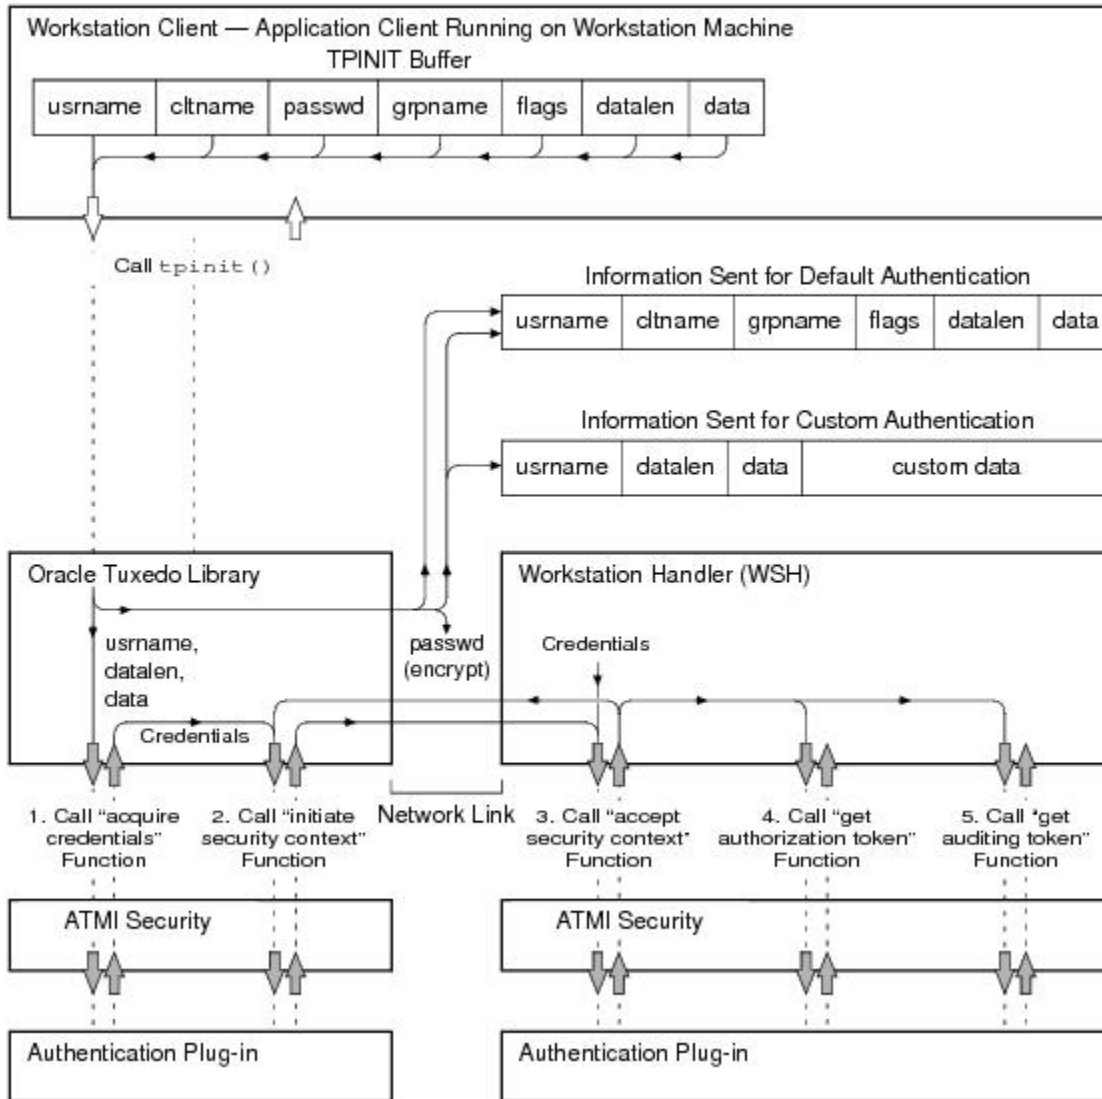 Workstation Client — Application Client Running on Workstation Machine
TPINIT Buffer
usrname cltname passwd grpname flags datalen data
Call tpinit()
Information Sent for Default Authentication
usrname cltname grpname flags datalen data
Information Sent for Custom Authentication
usrname datalen data custom data
Oracle Tuxedo Library
Workstation Handler (WSH)
usrname,
datalen,
data
passwd
(encrypt)
Credentials
Credentials
Network Link
1. Call “acquire
credentials”
Function
2. Call “initiate
security context”
Function
3. Call “accept
security context”
Function
4. Call “get
authorization token”
Function
5. Call “get
auditing token”
Function
ATMI Security
ATMI Security
Authentication Plug-in
Authentication Plug-in